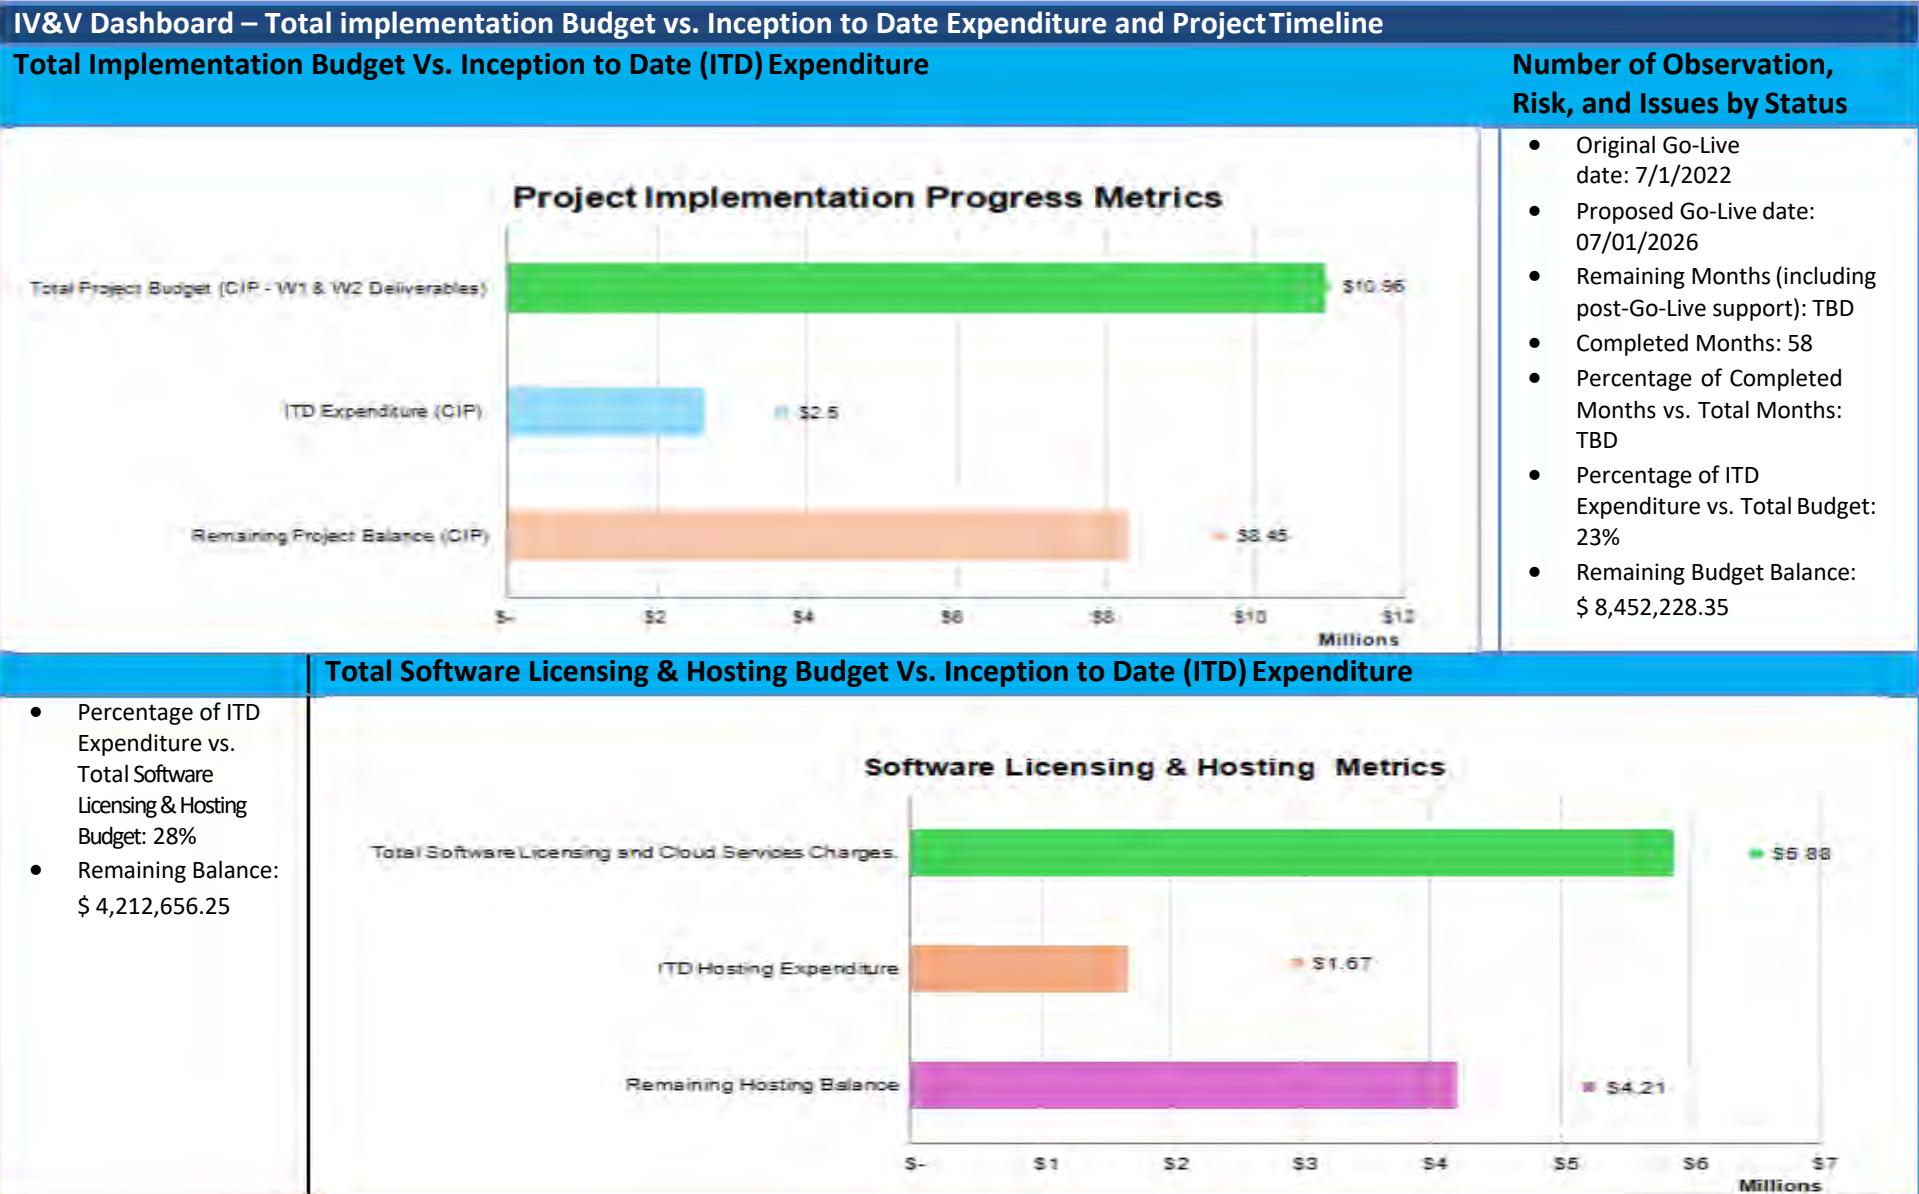 IV&V Dashboard – Total implementation Budget vs. Inception to Date Expenditure and Project Timeline
Total Implementation Budget Vs. Inception to Date (ITD) Expenditure
Number of Observation,
Risk, and Issues by Status
Project Implementation Progress Metrics
Total Project Budget (CIP - W1 & W2 Deliverables)
$10.96
ITD Expenditure (CIP)
$2.5
Remaining Project Balance (CIP)
$8.45
$-
$2
$4
$6
$8
$10
$12
Millions
• Original Go-Live
date: 7/1/2022
• Proposed Go-Live date:
07/01/2026
• Remaining Months (including
post-Go-Live support): TBD
• Completed Months: 58
• Percentage of Completed
Months vs. Total Months:
TBD
• Percentage of ITD
Expenditure vs. Total Budget:
23%
• Remaining Budget Balance:
$ 8,452,228.35
Total Software Licensing & Hosting Budget Vs. Inception to Date (ITD) Expenditure
• Percentage of ITD
Expenditure vs.
Total Software
Licensing & Hosting
Budget: 28%
• Remaining Balance:
$ 4,212,656.25
Software Licensing & Hosting Metrics
Total Software Licensing and Cloud Services Charges.
$5.88
ITD Hosting Expenditure
$1.67
Remaining Hosting Balance
$4.21
$-
$1
$2
$3
$4
$5
$6
$7
Millions